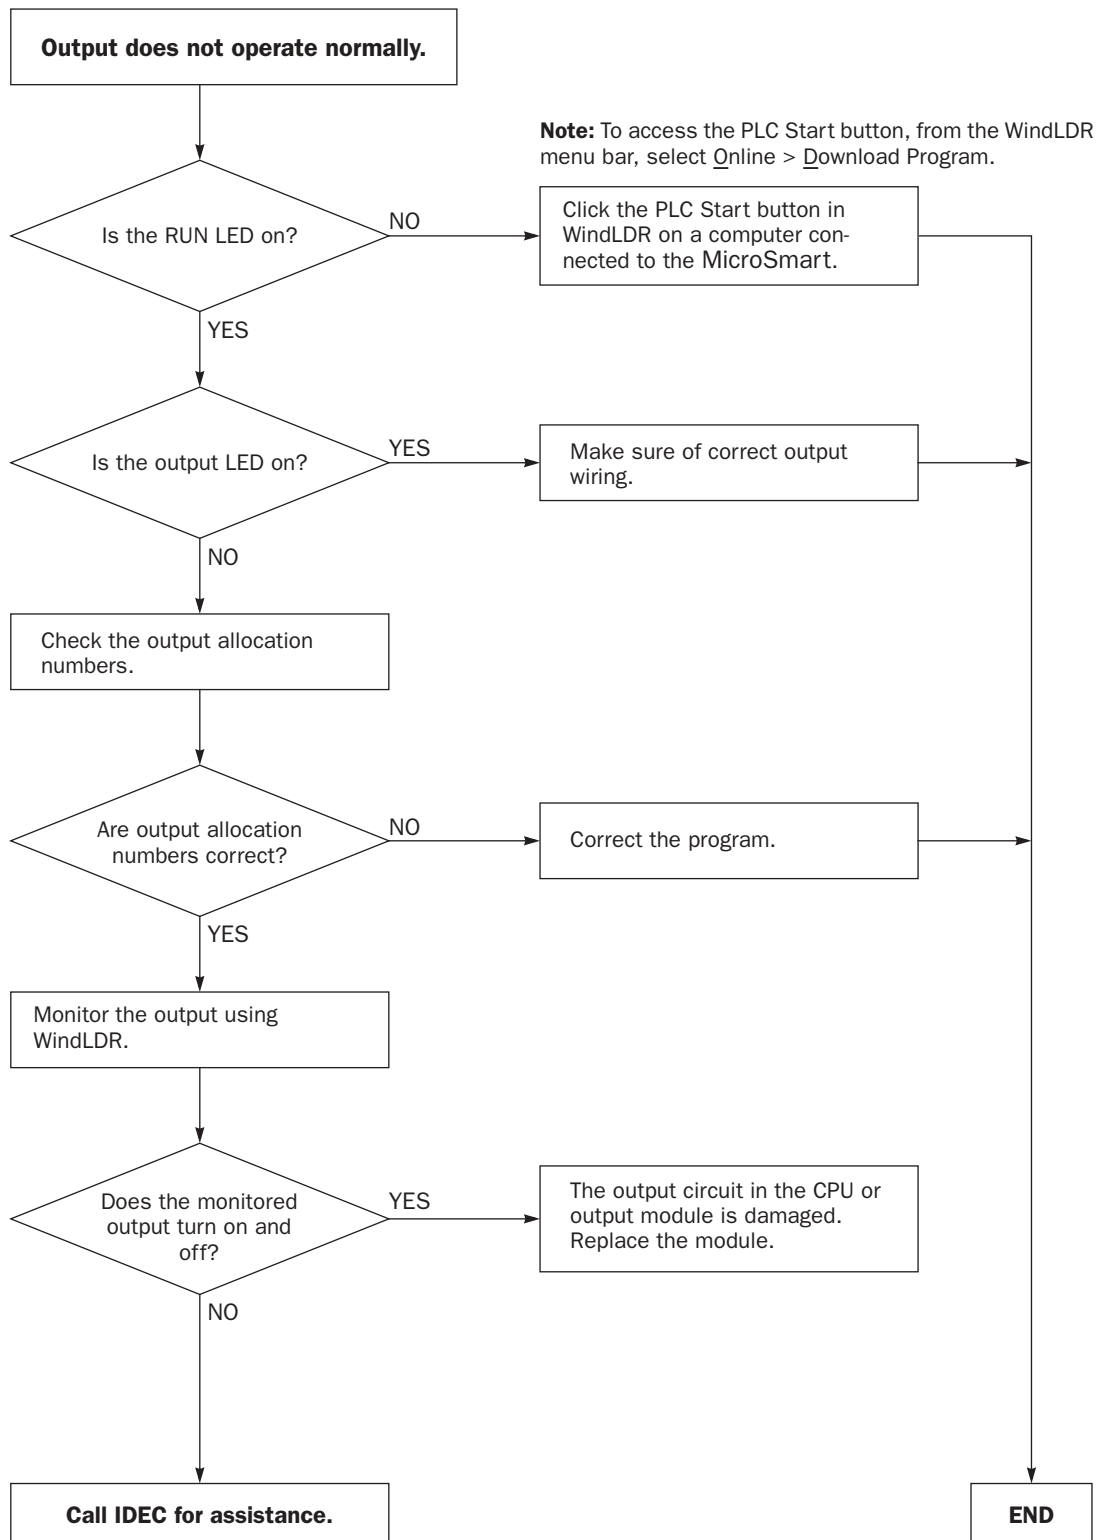 Output does not operate normally.
Note: To access the PLC Start button, from the WindLDR
menu bar, select Online > Download Program.
Is the RUN LED on?
NO
Click the PLC Start button in
WindLDR on a computer con-
nected to the MicroSmart.
YES
Is the output LED on?
YES
Make sure of correct output
wiring.
NO
Check the output allocation
numbers.
Are output allocation
numbers correct?
NO
Correct the program.
YES
Monitor the output using
WindLDR.
Does the monitored
output turn on and
off?
YES
The output circuit in the CPU or
output module is damaged.
Replace the module.
NO
Call IDEC for assistance.
END